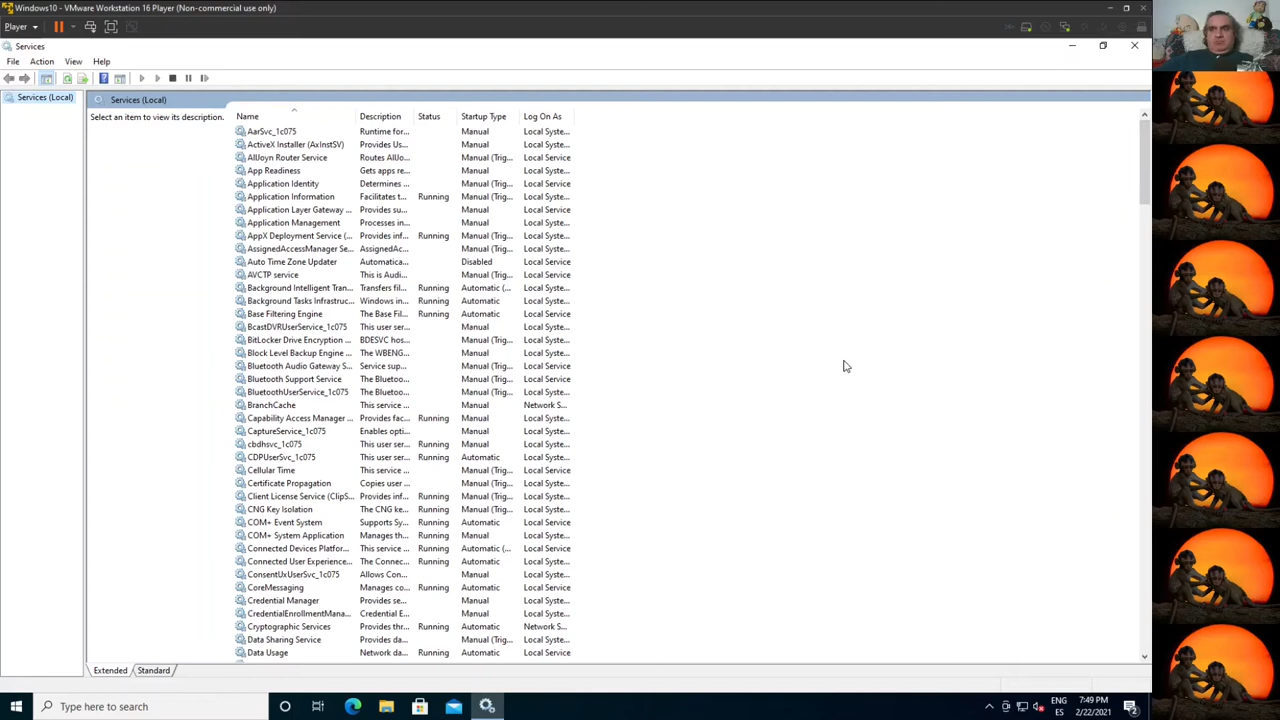 Windows10 - VMware Workstation 16 Player (Non-commercial use only)
Player
Services
File Action View Help
Services (Local) Services (Local)
Select an item to view its description.
Name Description Status Startup Type Log On As
AarSvc_1c075 Runtime for... Manual Local Syste...
ActiveX Installer (AxInstSV) Provides Us... Manual Local Syste...
AllJoyn Router Service Routes AllJo... Manual (Trig... Local Service
App Readiness Gets apps re... Manual Local Syste...
Application Identity Determines ... Manual (Trig... Local Service
Application Information Facilitates t... Running Manual (Trig... Local Syste...
Application Layer Gateway ... Provides su... Manual Local Service
Application Management Processes in... Manual Local Syste...
AppX Deployment Service (... Provides inf... Running Manual (Trig... Local Syste...
AssignedAccessManager Se... AssignedAc... Manual (Trig... Local Syste...
Auto Time Zone Updater Automatica... Disabled Local Service
AVCTP service This is Audi... Manual (Trig... Local Service
Background Intelligent Tran... Transfers fil... Running Automatic (... Local Syste...
Background Tasks Infrastruc... Windows in... Running Automatic Local Syste...
Base Filtering Engine The Base Fil... Running Automatic Local Service
BcastDVRUserService_1c075 This user ser... Manual Local Syste...
BitLocker Drive Encryption ... BDESVC hos... Manual (Trig... Local Syste...
Block Level Backup Engine ... The WBENG... Manual Local Syste...
Bluetooth Audio Gateway S... Service sup... Manual (Trig... Local Service
Bluetooth Support Service The Bluetoo... Manual (Trig... Local Service
BluetoothUserService_1c075 The Bluetoo... Manual (Trig... Local Syste...
BranchCache This service ... Manual Network S...
Capability Access Manager ... Provides fac... Running Manual Local Syste...
CaptureService_1c075 Enables opti... Manual Local Syste...
cbdhsvc_1c075 This user ser... Running Manual Local Syste...
CDPUserSvc_1c075 This user ser... Running Automatic Local Syste...
Cellular Time This service ... Manual (Trig... Local Service
Certificate Propagation Copies user ... Manual (Trig... Local Syste...
Client License Service (ClipS... Provides inf... Running Manual (Trig... Local Syste...
CNG Key Isolation The CNG ke... Running Manual (Trig... Local Syste...
COM+ Event System Supports Sy... Running Automatic Local Service
COM+ System Application Manages th... Running Manual Local Syste...
Connected Devices Platfor... This service ... Running Automatic (... Local Service
Connected User Experience... The Connec... Running Automatic Local Syste...
ConsentUxUserSvc_1c075 Allows Con... Manual Local Syste...
CoreMessaging Manages co... Running Automatic Local Service
Credential Manager Provides se... Manual Local Syste...
CredentialEnrollmentMana... Credential E... Manual Local Syste...
Cryptographic Services Provides thr... Running Automatic Network S...
Data Sharing Service Provides da... Manual (Trig... Local Syste...
Data Usage Network da... Running Automatic Local Service
Extended Standard
Type here to search
ENG
ES
7:49 PM
2/22/2021
2